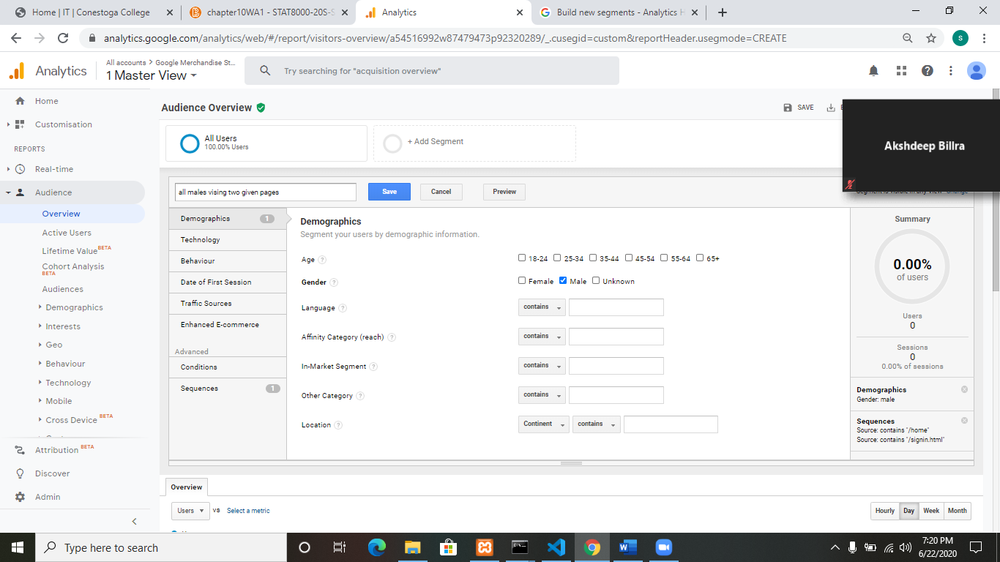 Home | IT | Conestoga College
chapter10WA1 - STAT8000-20S-S
Analytics
Build new segments - Analytics H
analytics.google.com/analytics/web/#/report/visitors-overview/a54516992w87479473p92320289/_.cusegid=custom&reportHeader.usegmode=CREATE
s
Analytics
All accounts > Google Merchandise St...
1 Master View
Try searching for "acquisition overview"
Home
Customisation
REPORTS
Real-time
Audience
Overview
Active Users
Lifetime Value BETA
Cohort Analysis
BETA
Audiences
Demographics
Interests
Geo
Behaviour
Technology
Mobile
Cross Device BETA
Attribution BETA
Discover
Admin
Audience Overview
SAVE
All Users
100.00% Users
+ Add Segment
Akshdeep Billra
all males vising two given pages
Save
Cancel
Preview
Segment is visible in any View Change
Demographics 1
Technology
Behaviour
Date of First Session
Traffic Sources
Enhanced E-commerce
Advanced
Conditions
Sequences 1
Demographics
Segment your users by demographic information.
Age ? 18-24 25-34 35-44 45-54 55-64 65+
Gender ? Female Male Unknown
Language ? contains
Affinity Category (reach) ? contains
In-Market Segment ? contains
Other Category ? contains
Location ? Continent contains
Summary
0.00%
of users
Users
0
Sessions
0
0.00% of sessions
Demographics
Gender: male
Sequences
Source: contains "/home"
Source: contains "/signin.html"
Overview
Users VS Select a metric
Hourly Day Week Month
Type here to search
7:20 PM
6/22/2020